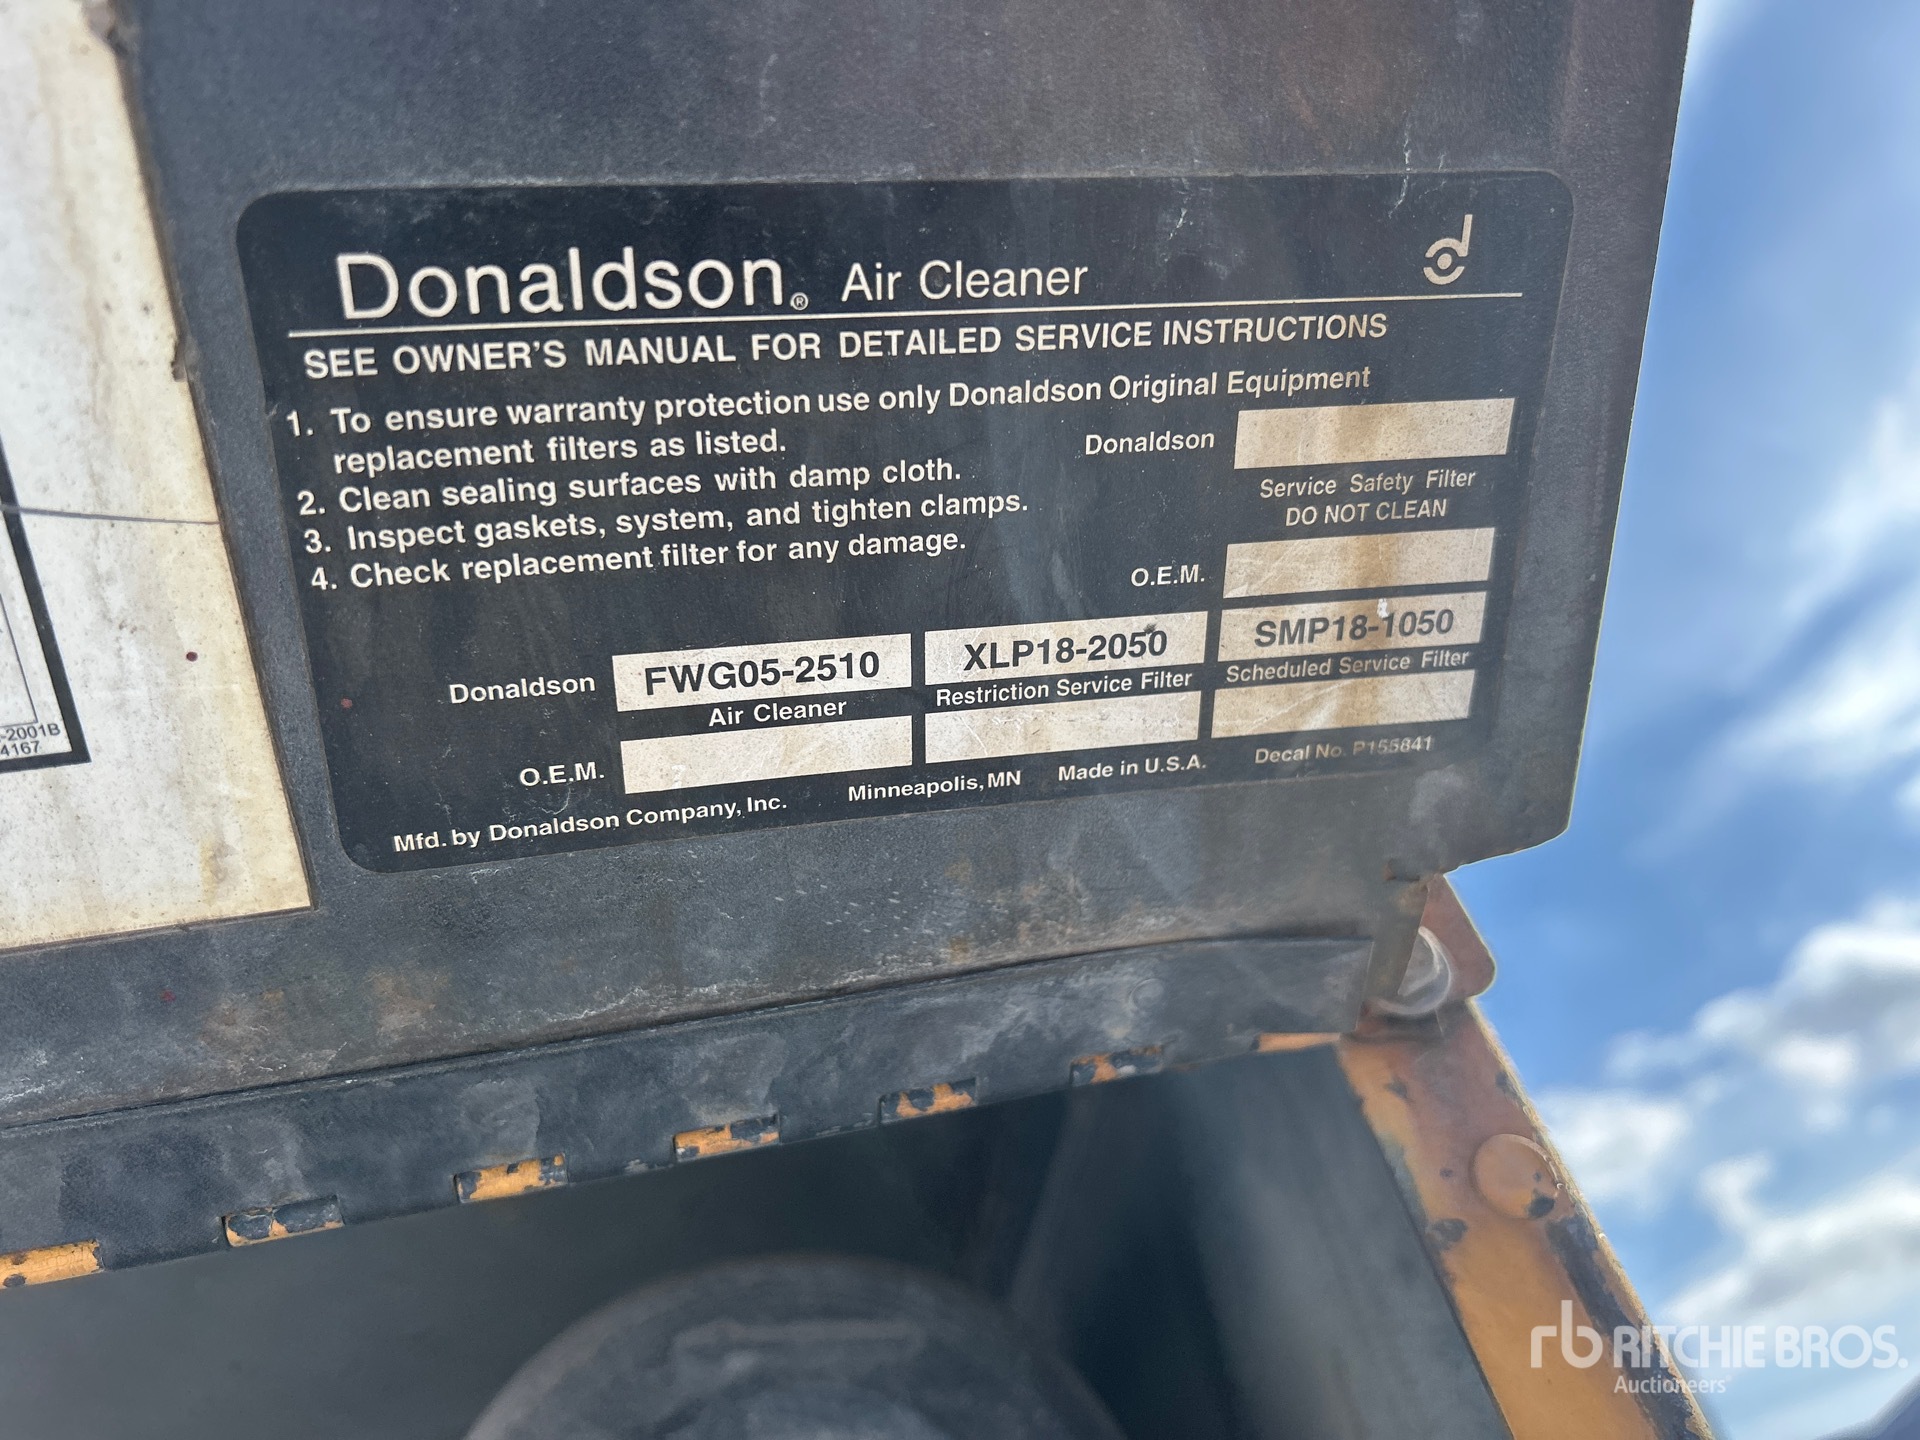 Donaldson® Air Cleaner
SEE OWNER'S MANUAL FOR DETAILED SERVICE INSTRUCTIONS
1. To ensure warranty protection use only Donaldson Original Equipment
replacement filters as listed.
2. Clean sealing surfaces with damp cloth.
3. Inspect gaskets, system, and tighten clamps.
4. Check replacement filter for any damage.
Donaldson
Service Safety Filter
DO NOT CLEAN
O.E.M.
Donaldson FWG05-2510 XLP18-2050 SMP18-1050
Air Cleaner Restriction Service Filter Scheduled Service Filter
O.E.M.
Mfd. by Donaldson Company, Inc. Minneapolis, MN Made in U.S.A. Decal No. P155841
-2001B
4167
rb RITCHIE BROS.
Auctioneers